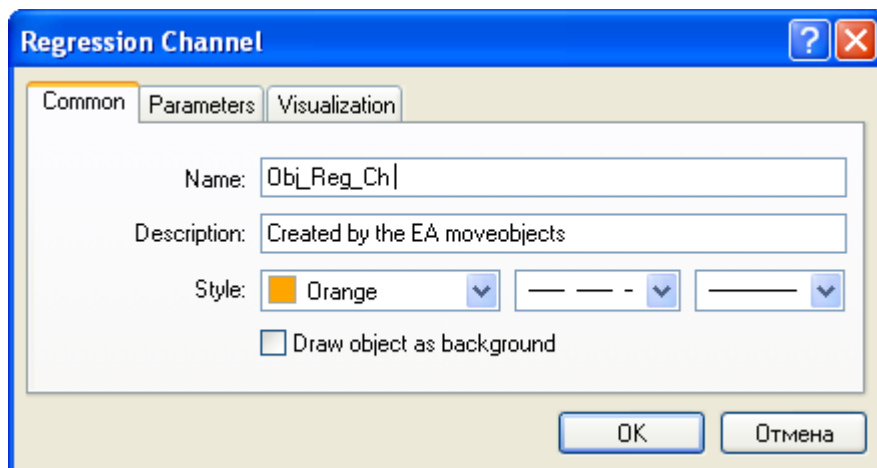 Regression Channel
?
Common Parameters Visualization
Name: Obj_Reg_Ch
Description: Created by the EA moveobjects
Style: Orange
Draw object as background
OK Отмена